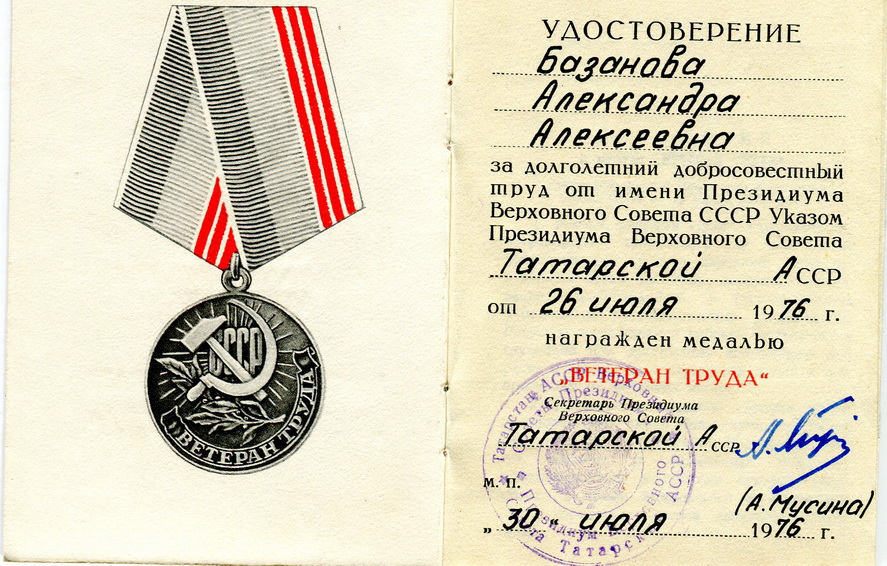 СССР
ВЕТЕРАН ТРУДА
УДОСТОВЕРЕНИЕ
Базанова
Александра
Алексеевна
за долголетний добросовестный
труд от имени Президиума
Верховного Совета СССР Указом
Президиума Верховного Совета
Татарской АССР
от 26 июля 1976 г.
награжден медалью
„ВЕТЕРАН ТРУДА“
Секретарь Президиума
Верховного Совета
Татарской АССР
М. П.
(А. Мусина)
„30“ июля 1976 г.